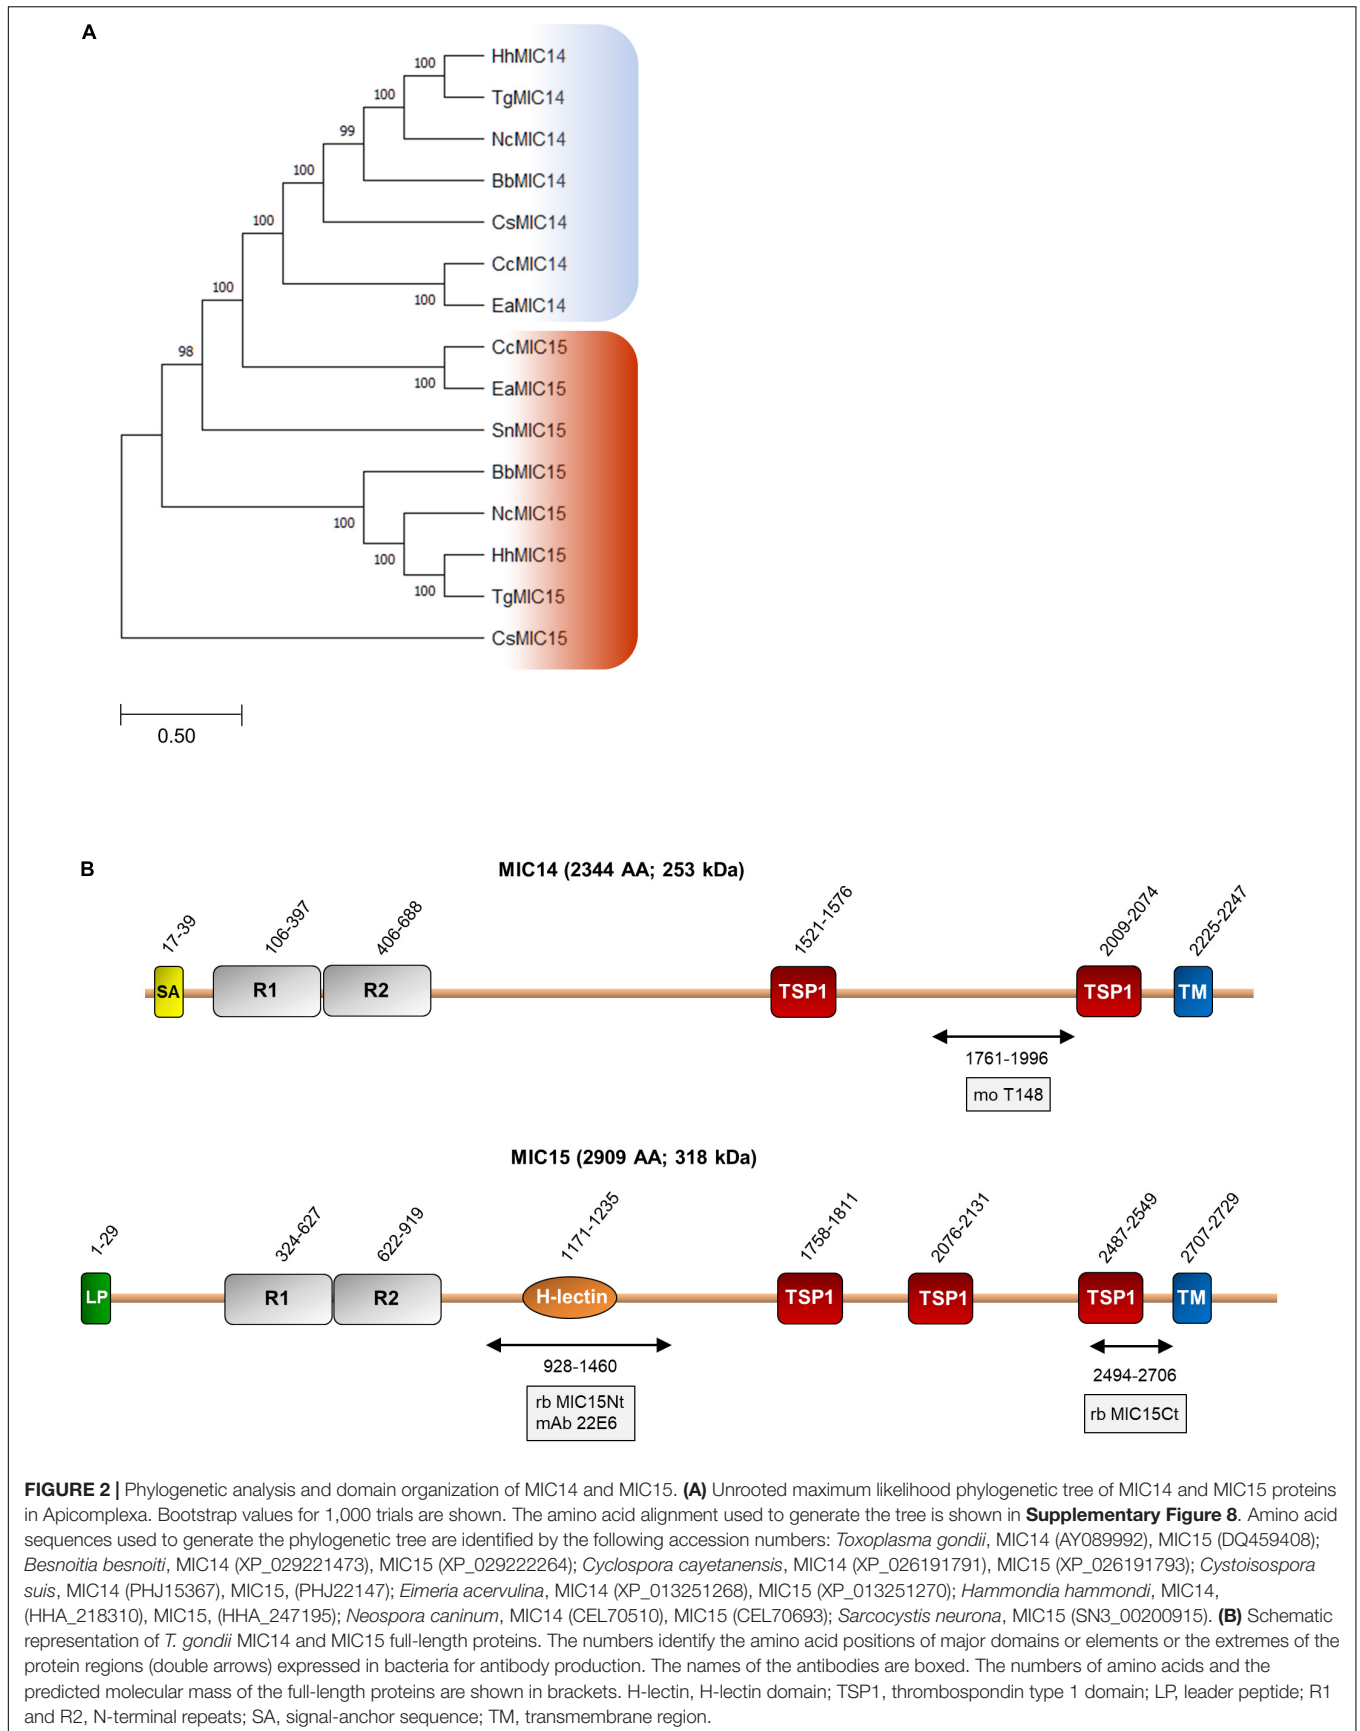 A
100
HhMIC14
100
TgMIC14
99
NcMIC14
100
BbMIC14
100
CsMIC14
100
CcMIC14
100
EaMIC14
98
CcMIC15
100
EaMIC15
SnMIC15
BbMIC15
100
NcMIC15
100
HhMIC15
100
TgMIC15
CsMIC15
0.50
B
MIC14 (2344 AA; 253 kDa)
17-39
106-397
406-688
1521-1576
2009-2074
2225-2247
SA
R1
R2
TSP1
TSP1
TM
1761-1996
mo T148
MIC15 (2909 AA; 318 kDa)
1-29
324-627
622-919
1171-1235
1758-1811
2076-2131
2487-2549
2707-2729
LP
R1
R2
H-lectin
TSP1
TSP1
TSP1
TM
928-1460
2494-2706
rb MIC15Nt
mAb 22E6
rb MIC15Ct
FIGURE 2 | Phylogenetic analysis and domain organization of MIC14 and MIC15. (A) Unrooted maximum likelihood phylogenetic tree of MIC14 and MIC15 proteins
in Apicomplexa. Bootstrap values for 1,000 trials are shown. The amino acid alignment used to generate the tree is shown in Supplementary Figure 8. Amino acid
sequences used to generate the phylogenetic tree are identified by the following accession numbers: Toxoplasma gondii, MIC14 (AY089992), MIC15 (DQ459408);
Besnoitia besnoiti, MIC14 (XP_029221473), MIC15 (XP_029222264); Cyclospora cayetanensis, MIC14 (XP_026191791), MIC15 (XP_026191793); Cystoisospora
suis, MIC14 (PHJ15367), MIC15, (PHJ22147); Eimeria acervulina, MIC14 (XP_013251268), MIC15 (XP_013251270); Hammondia hammondi, MIC14,
(HHA_218310), MIC15, (HHA_247195); Neospora caninum, MIC14 (CEL70510), MIC15 (CEL70693); Sarcocystis neurona, MIC15 (SN3_00200915). (B) Schematic
representation of T. gondii MIC14 and MIC15 full-length proteins. The numbers identify the amino acid positions of major domains or elements or the extremes of the
protein regions (double arrows) expressed in bacteria for antibody production. The names of the antibodies are boxed. The numbers of amino acids and the
predicted molecular mass of the full-length proteins are shown in brackets. H-lectin, H-lectin domain; TSP1, thrombospondin type 1 domain; LP, leader peptide; R1
and R2, N-terminal repeats; SA, signal-anchor sequence; TM, transmembrane region.